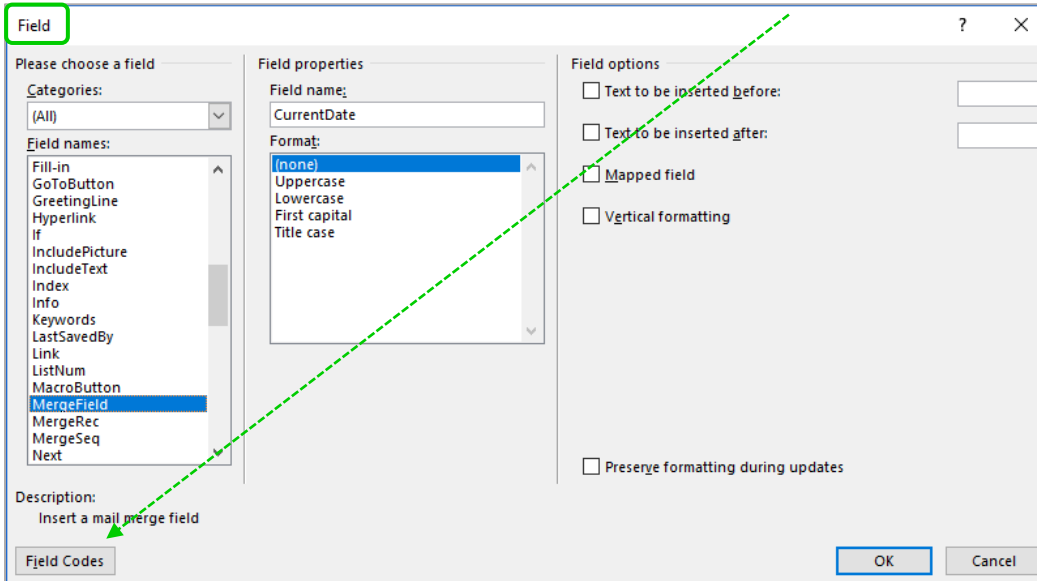 Field
?
Please choose a field
Categories:
(All)
Field names:
Fill-in
GoToButton
GreetingLine
Hyperlink
If
IncludePicture
IncludeText
Index
Info
Keywords
LastSavedBy
Link
ListNum
MacroButton
MergeField
MergeRec
MergeSeq
Next
Field properties
Field name:
CurrentDate
Format:
(none)
Uppercase
Lowercase
First capital
Title case
Field options
Text to be inserted before:
Text to be inserted after:
Mapped field
Vertical formatting
Preserve formatting during updates
Description:
Insert a mail merge field
Field Codes
OK
Cancel